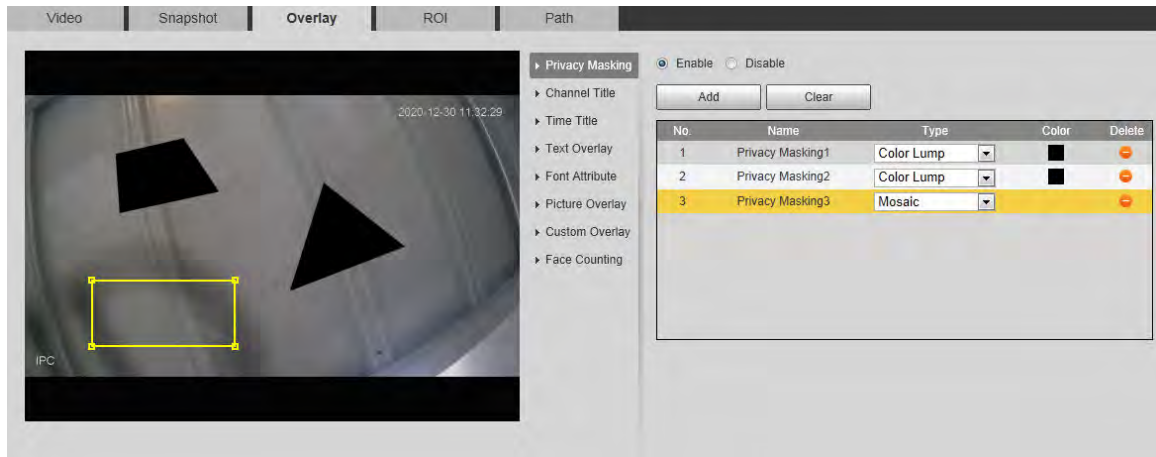 Video Snapshot Overlay ROI Path
2020-12-30 11:32:29
IPC
Privacy Masking
Channel Title
Time Title
Text Overlay
Font Attribute
Picture Overlay
Custom Overlay
Face Counting
Enable Disable
Add Clear
No. Name Type Color Delete
1 Privacy Masking1 Color Lump
2 Privacy Masking2 Color Lump
3 Privacy Masking3 Mosaic